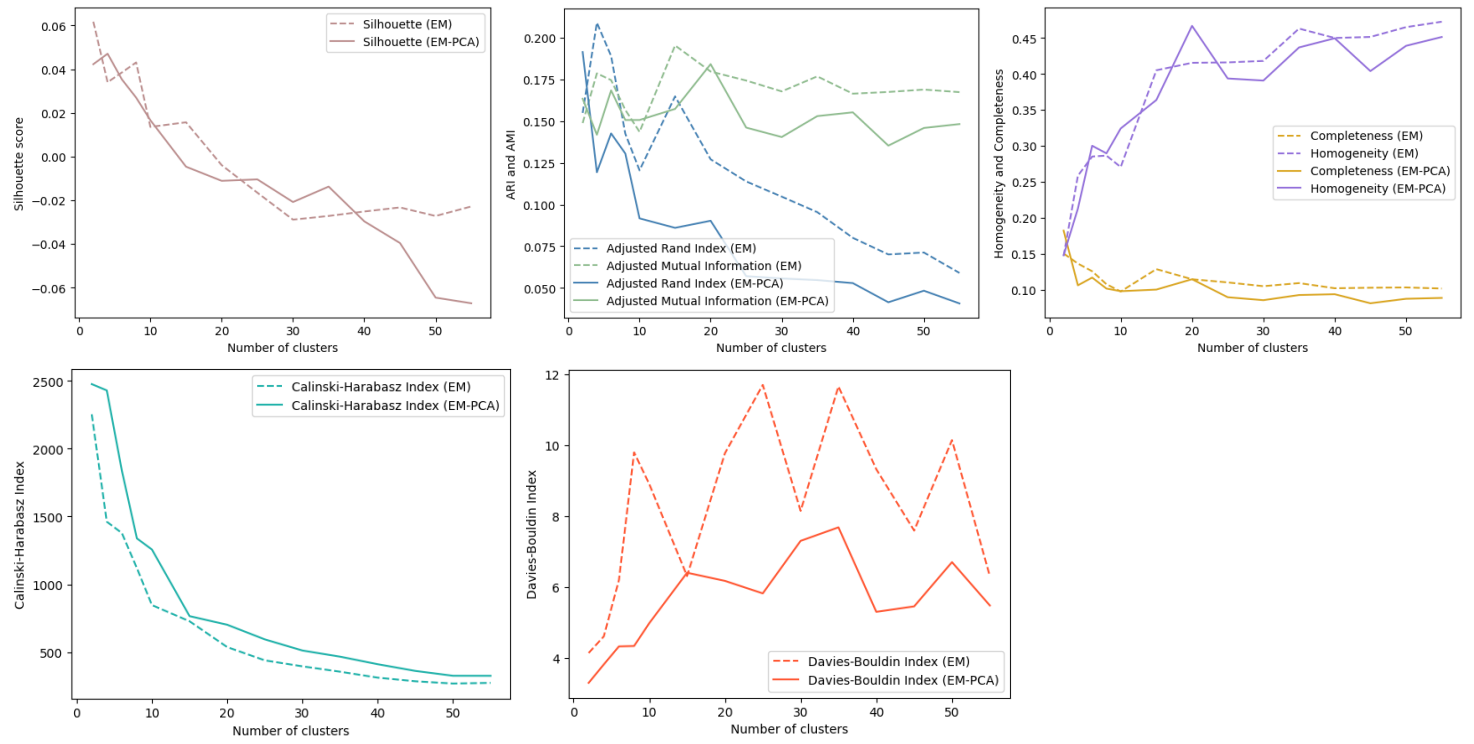 Silhouette score
0.06
0.04
0.02
0.00
−0.02
−0.04
−0.06
Silhouette (EM)
Silhouette (EM-PCA)
0 10 20 30 40 50
Number of clusters
ARI and AMI
0.200
0.175
0.150
0.125
0.100
0.075
0.050
Adjusted Rand Index (EM)
Adjusted Mutual Information (EM)
Adjusted Rand Index (EM-PCA)
Adjusted Mutual Information (EM-PCA)
0 10 20 30 40 50
Number of clusters
Homogeneity and Completeness
0.45
0.40
0.35
0.30
0.25
0.20
0.15
0.10
Completeness (EM)
Homogeneity (EM)
Completeness (EM-PCA)
Homogeneity (EM-PCA)
0 10 20 30 40 50
Number of clusters
Calinski-Harabasz Index
2500
2000
1500
1000
500
Calinski-Harabasz Index (EM)
Calinski-Harabasz Index (EM-PCA)
0 10 20 30 40 50
Number of clusters
Davies-Bouldin Index
12
10
8
6
4
Davies-Bouldin Index (EM)
Davies-Bouldin Index (EM-PCA)
0 10 20 30 40 50
Number of clusters